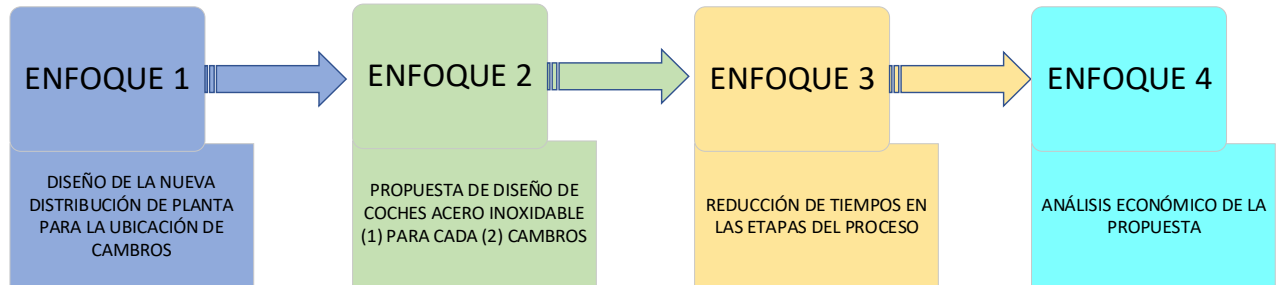 ENFOQUE 1
DISEÑO DE LA NUEVA
DISTRIBUCIÓN DE PLANTA
PARA LA UBICACIÓN DE
CAMBROS
ENFOQUE 2
PROPUESTA DE DISEÑO DE
COCHES ACERO INOXIDABLE
(1) PARA CADA (2) CAMBROS
ENFOQUE 3
REDUCCIÓN DE TIEMPOS EN
LAS ETAPAS DEL PROCESO
ENFOQUE 4
ANÁLISIS ECONÓMICO DE LA
PROPUESTA